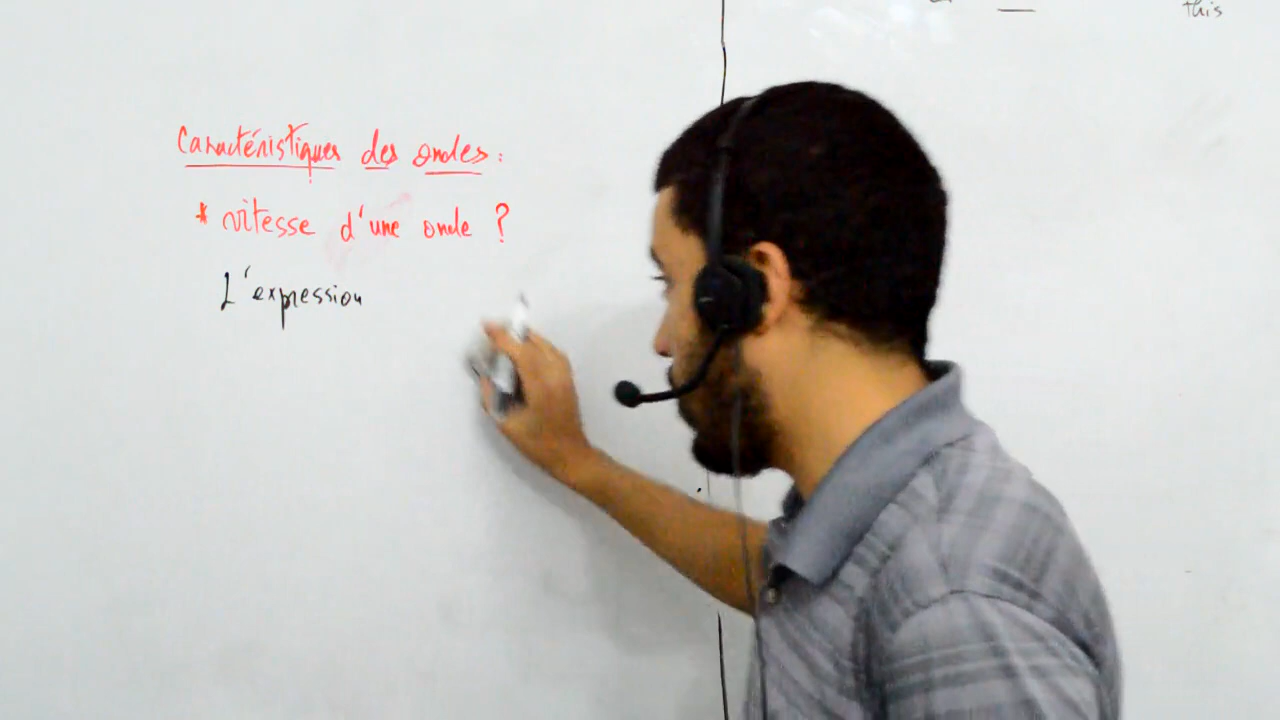 Caractéristiques des ondes :
* vitesse d'une onde ?
L'expression
this